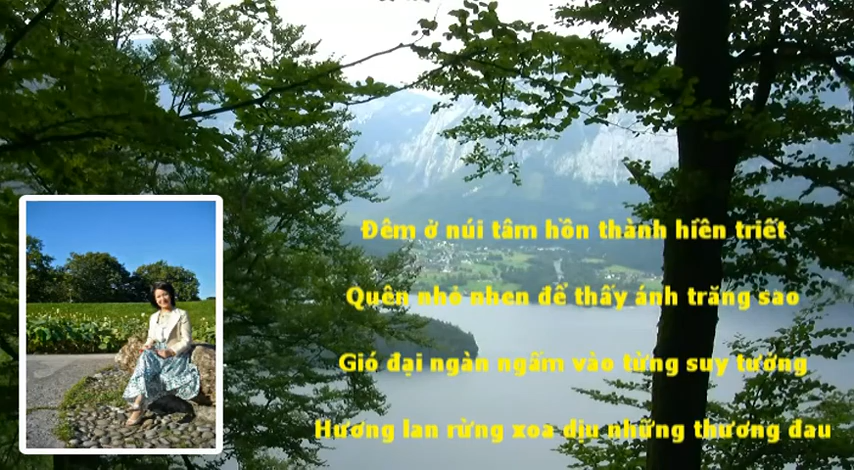 Đêm ở núi tâm hồn thành hiền triết
Quên nhỏ nhen để thấy ánh trăng sao
Gió đại ngàn ngấm vào từng suy tưởng
Hương lan rừng xoa dịu những thương đau